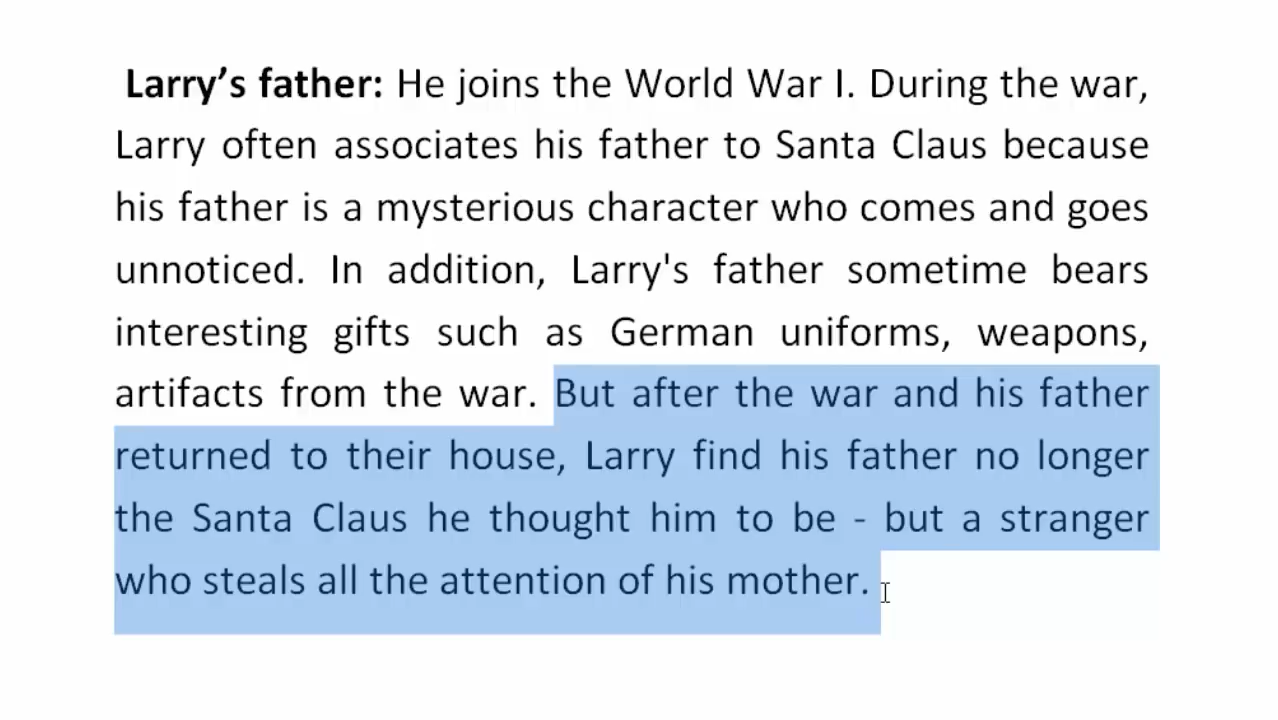 Larry’s father: He joins the World War I. During the war,
Larry often associates his father to Santa Claus because
his father is a mysterious character who comes and goes
unnoticed. In addition, Larry's father sometime bears
interesting gifts such as German uniforms, weapons,
artifacts from the war. But after the war and his father
returned to their house, Larry find his father no longer
the Santa Claus he thought him to be - but a stranger
who steals all the attention of his mother.